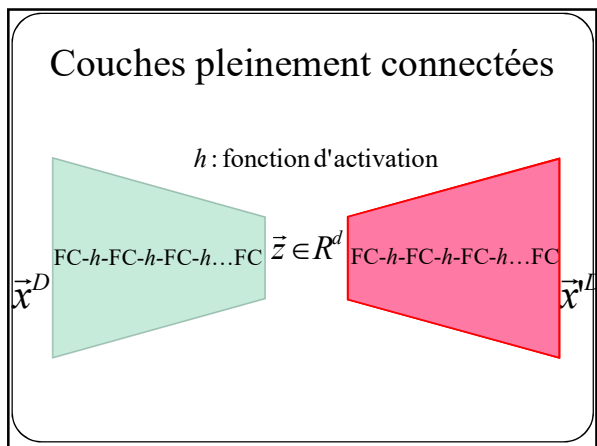 Couches pleinement connectées
h : fonction d'activation
FC-h-FC-h-FC-h…FC
z⃗ ∈ R^d
FC-h-FC-h-FC-h…FC
x⃗^D
x⃗'^D